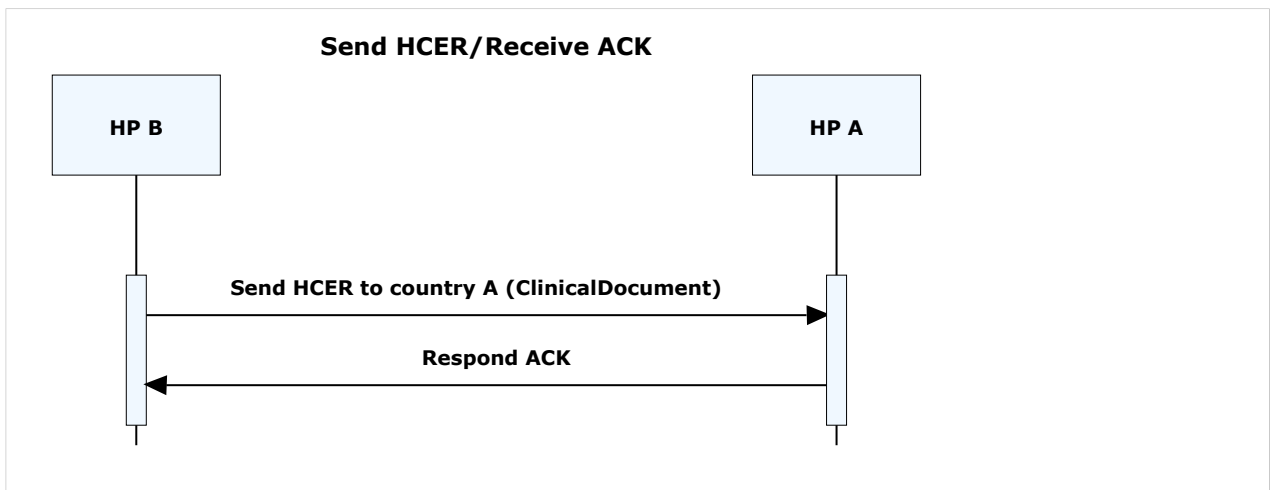 Send HCER/Receive ACK
HP B
HP A
Send HCER to country A (ClinicalDocument)
Respond ACK